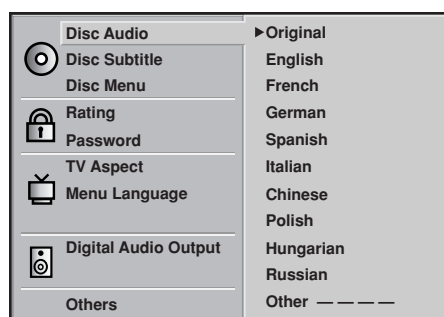 Disc Audio
Disc Subtitle
Disc Menu
Rating
Password
TV Aspect
Menu Language
Digital Audio Output
Others
▶Original
English
French
German
Spanish
Italian
Chinese
Polish
Hungarian
Russian
Other — — — —